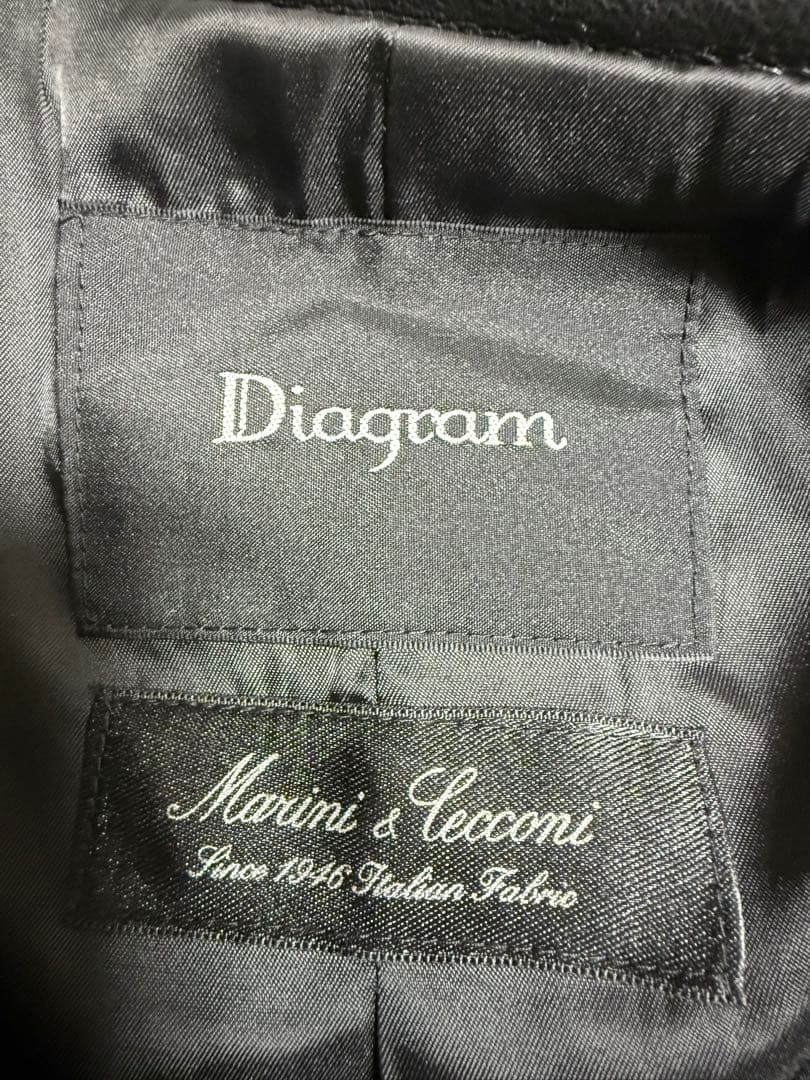 Diagram
Marini & Cecconi
Since 1946 Italian Fabric